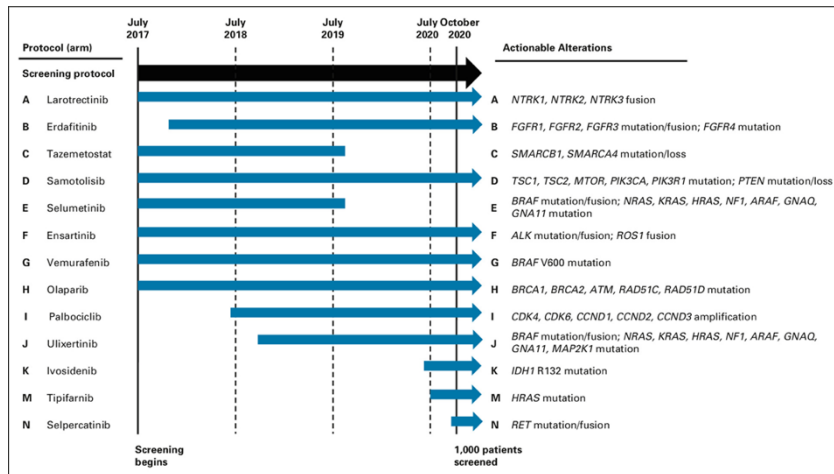 July 2017
July 2018
July 2019
July 2020
October 2020
Protocol (arm)
Actionable Alterations
Screening protocol
A Larotrectinib A NTRK1, NTRK2, NTRK3 fusion
B Erdafitinib B FGFR1, FGFR2, FGFR3 mutation/fusion; FGFR4 mutation
C Tazemetostat C SMARCB1, SMARCA4 mutation/loss
D Samotolisib D TSC1, TSC2, MTOR, PIK3CA, PIK3R1 mutation; PTEN mutation/loss
E Selumetinib E BRAF mutation/fusion; NRAS, KRAS, HRAS, NF1, ARAF, GNAQ,
GNA11 mutation
F Ensartinib F ALK mutation/fusion; ROS1 fusion
G Vemurafenib G BRAF V600 mutation
H Olaparib H BRCA1, BRCA2, ATM, RAD51C, RAD51D mutation
I Palbociclib I CDK4, CDK6, CCND1, CCND2, CCND3 amplification
J Ulixertinib J BRAF mutation/fusion; NRAS, KRAS, HRAS, NF1, ARAF, GNAQ,
GNA11, MAP2K1 mutation
K Ivosidenib K IDH1 R132 mutation
M Tipifarnib M HRAS mutation
N Selpercatinib N RET mutation/fusion
Screening
begins
1,000 patients
screened